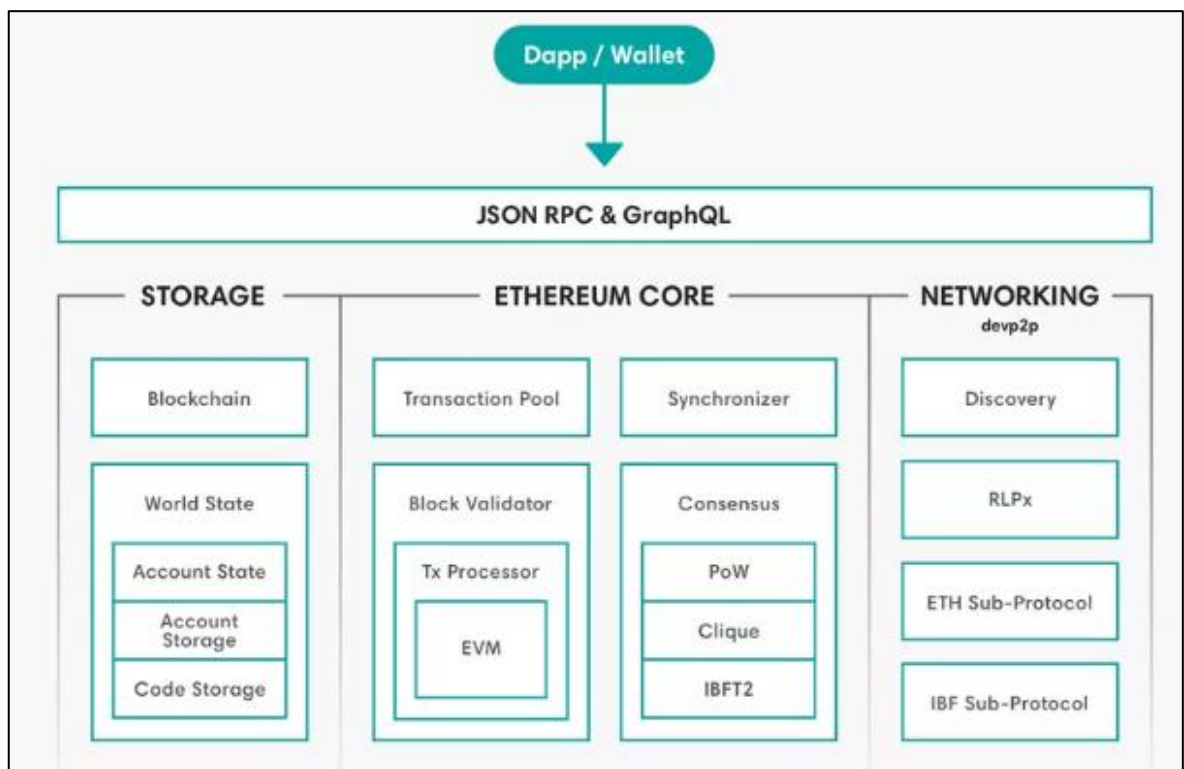 Dapp / Wallet
JSON RPC & GraphQL
STORAGE
Blockchain
World State
Account State
Account
Storage
Code Storage
ETHEREUM CORE
Transaction Pool
Synchronizer
Block Validator
Tx Processor
EVM
Consensus
PoW
Clique
IBFT2
NETWORKING
devp2p
Discovery
RLPx
ETH Sub-Protocol
IBF Sub-Protocol